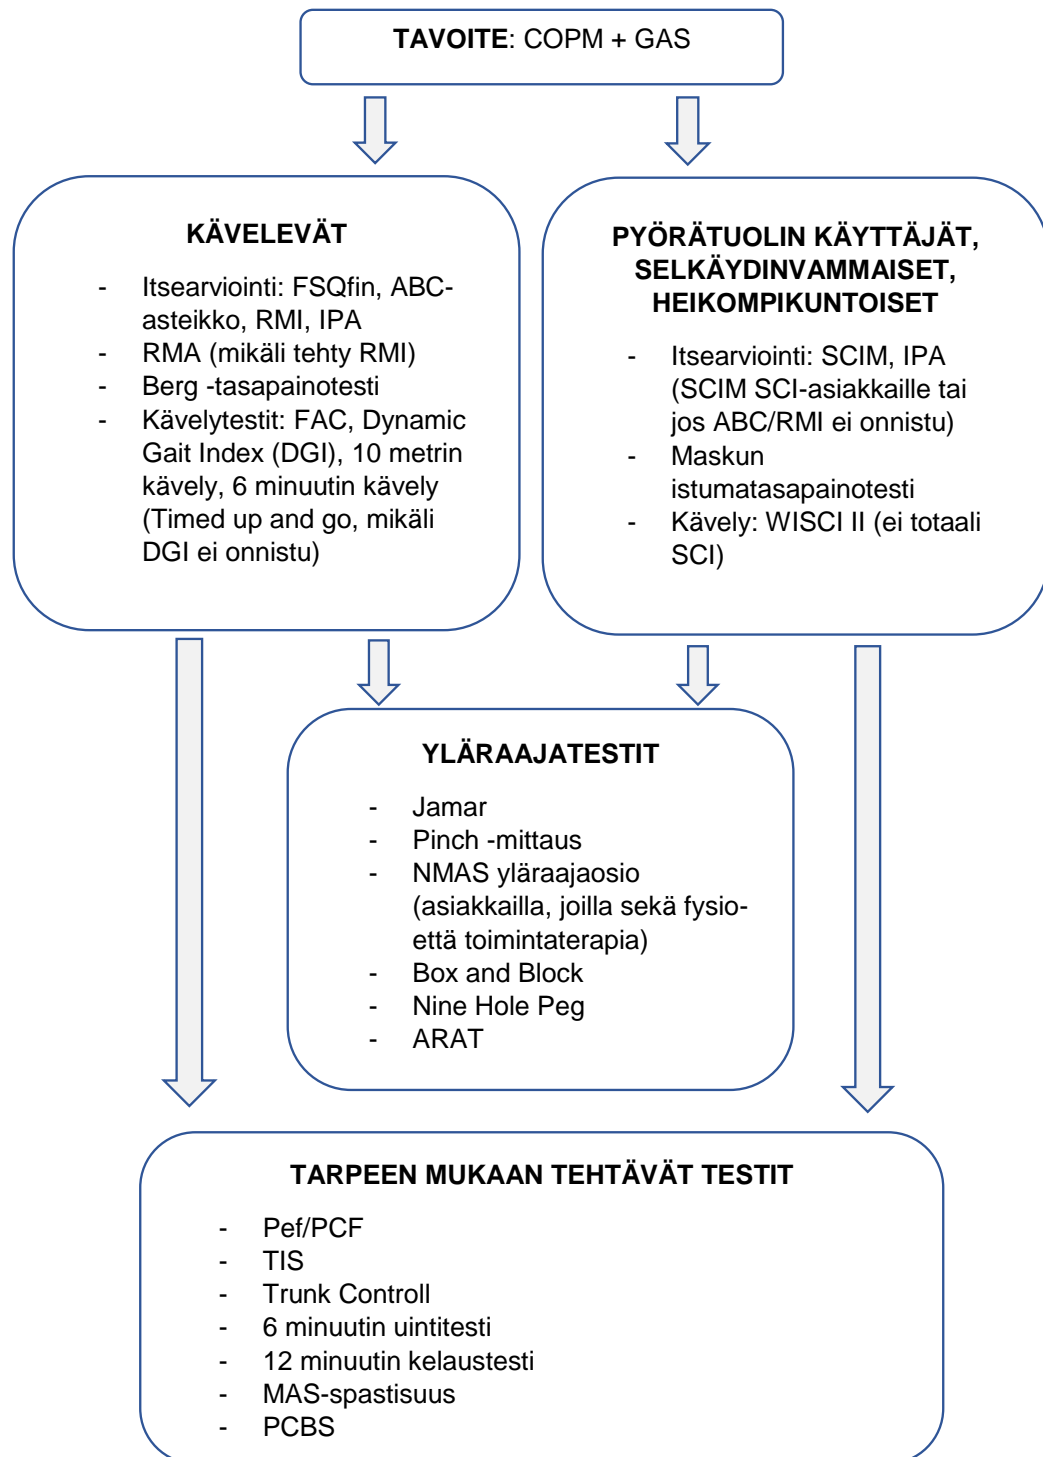 TAVOITE: COPM + GAS
KÄVELEVÄT
- Itsearviointi: FSQfin, ABC-
asteikko, RMI, IPA
- RMA (mikäli tehty RMI)
- Berg -tasapainotesti
- Kävelytestit: FAC, Dynamic
Gait Index (DGI), 10 metrin
kävely, 6 minuutin kävely
(Timed up and go, mikäli
DGI ei onnistu)
PYÖRÄTUOLIN KÄYTTÄJÄT,
SELKÄYDINVAMMAISET,
HEIKOMPIKUNTOISET
- Itsearviointi: SCIM, IPA
(SCIM SCI-asiakkaille tai
jos ABC/RMI ei onnistu)
- Maskun
istumatasapainotesti
- Kävely: WISCI II (ei totaali
SCI)
YLÄRAAJATESTIT
- Jamar
- Pinch -mittaus
- NMAS yläraajaosio
(asiakkailla, joilla sekä fysio-
että toimintaterapia)
- Box and Block
- Nine Hole Peg
- ARAT
TARPEEN MUKAAN TEHTÄVÄT TESTIT
- Pef/PCF
- TIS
- Trunk Controll
- 6 minuutin uintitesti
- 12 minuutin kelaustesti
- MAS-spastisuus
- PCBS